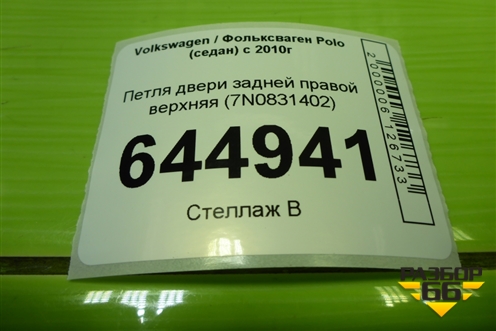 Volkswagen / Фольксваген Polo
(седан) с 2010г
Петля двери задней правой
верхняя (7N0831402)
644941
Стеллаж В
2000006126733
РАЗБОР
66